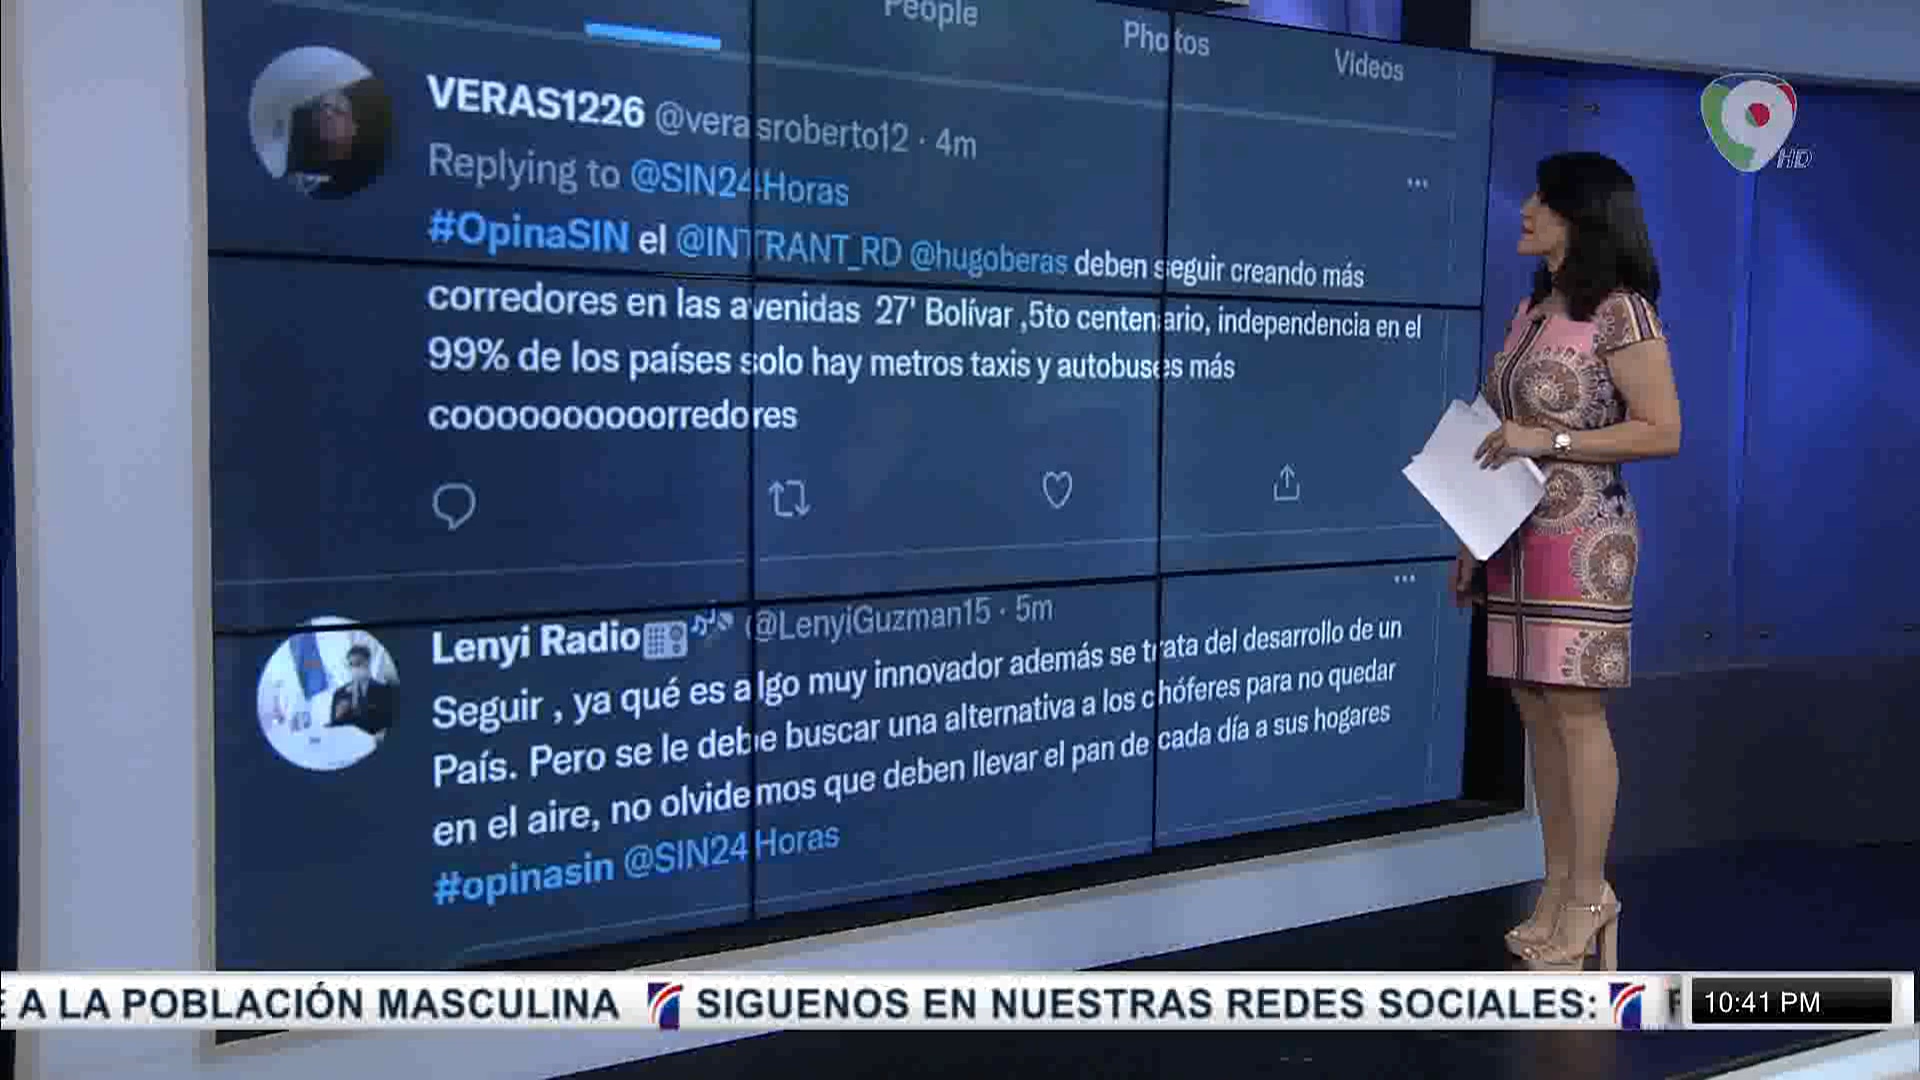 People
Photos
Videos
VERAS1226 @verasroberto12 · 4m
Replying to @SIN24Horas
#OpinaSIN el @INTRANT_RD @hugoberas deben seguir creando más
corredores en las avenidas 27' Bolívar ,5to centenario, independencia en el
99% de los países solo hay metros taxis y autobuses más
coooooooooorredores
Lenyi Radio @LenyiGuzman15 · 5m
Seguir , ya qué es algo muy innovador además se trata del desarrollo de un
País. Pero se le debe buscar una alternativa a los chóferes para no quedar
en el aire, no olvidemos que deben llevar el pan de cada día a sus hogares
#opinasin @SIN24Horas
HD
A LA POBLACIÓN MASCULINA SIGUENOS EN NUESTRAS REDES SOCIALES:
10:41 PM